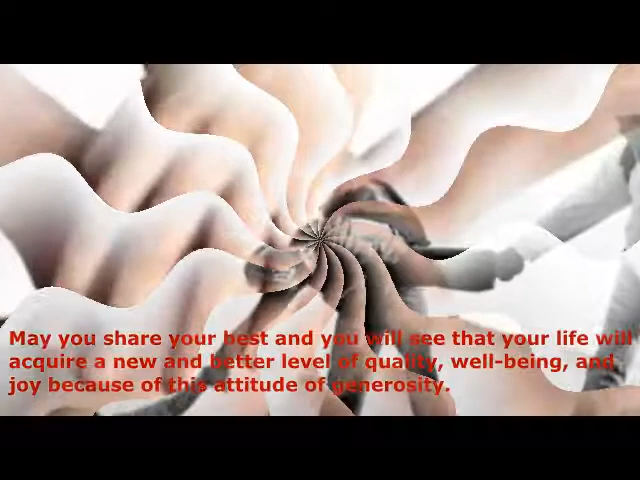 May you share your best and you will see that your life will
acquire a new and better level of quality, well-being, and
joy because of this attitude of generosity.